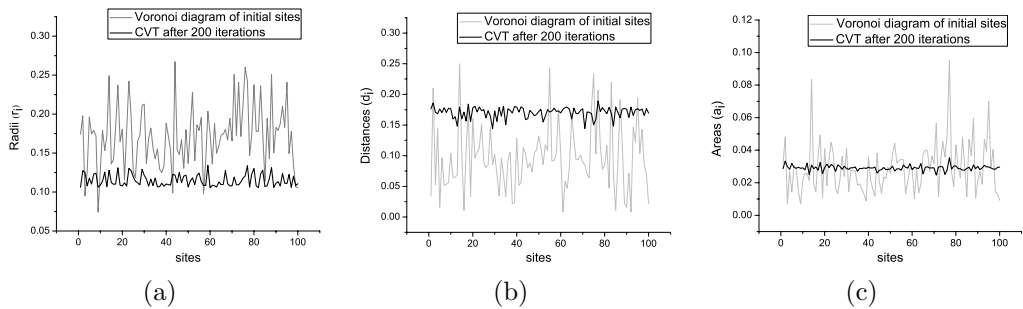 Voronoi diagram of initial sites
CVT after 200 iterations
0.30
0.25
0.20
0.15
0.10
0.05
Radii (rᵢ)
0 20 40 60 80 100
sites
(a)
Voronoi diagram of initial sites
CVT after 200 iterations
0.30
0.25
0.20
0.15
0.10
0.05
0.00
Distances (dᵢ)
0 20 40 60 80 100
sites
(b)
Voronoi diagram of initial sites
CVT after 200 iterations
0.12
0.10
0.08
0.06
0.04
0.02
0.00
Areas (aᵢ)
0 20 40 60 80 100
sites
(c)